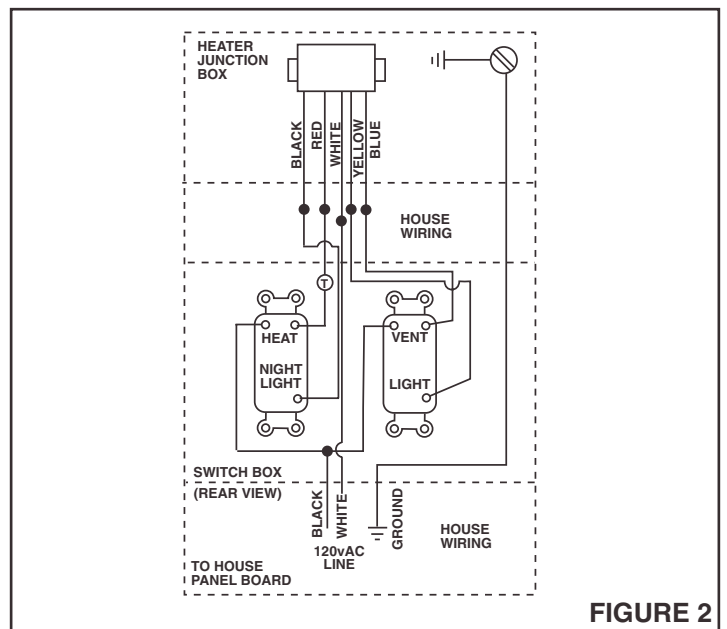 HEATER
JUNCTION
BOX
BLACK
RED
WHITE
YELLOW
BLUE
HOUSE
WIRING
T
HEAT
NIGHT
LIGHT
VENT
LIGHT
SWITCH BOX
(REAR VIEW)
BLACK
WHITE
GROUND
120vAC
LINE
HOUSE
WIRING
TO HOUSE
PANEL BOARD
FIGURE 2